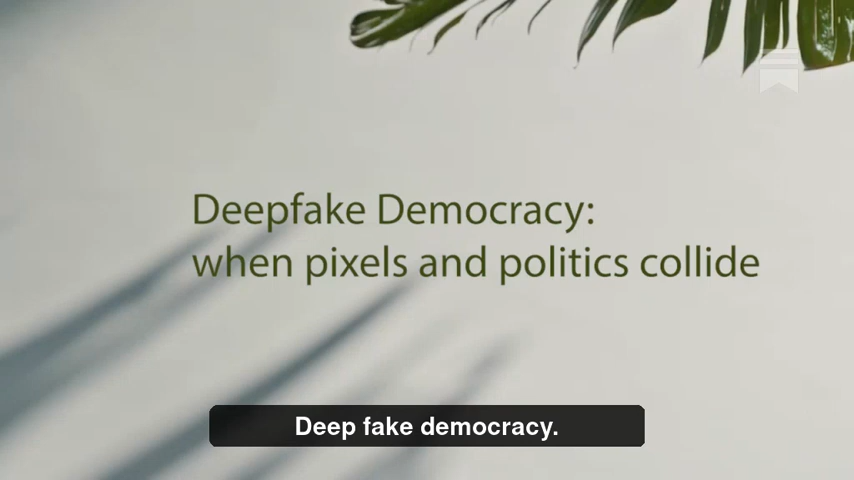 Deepfake Democracy:
when pixels and politics collide
Deep fake democracy.